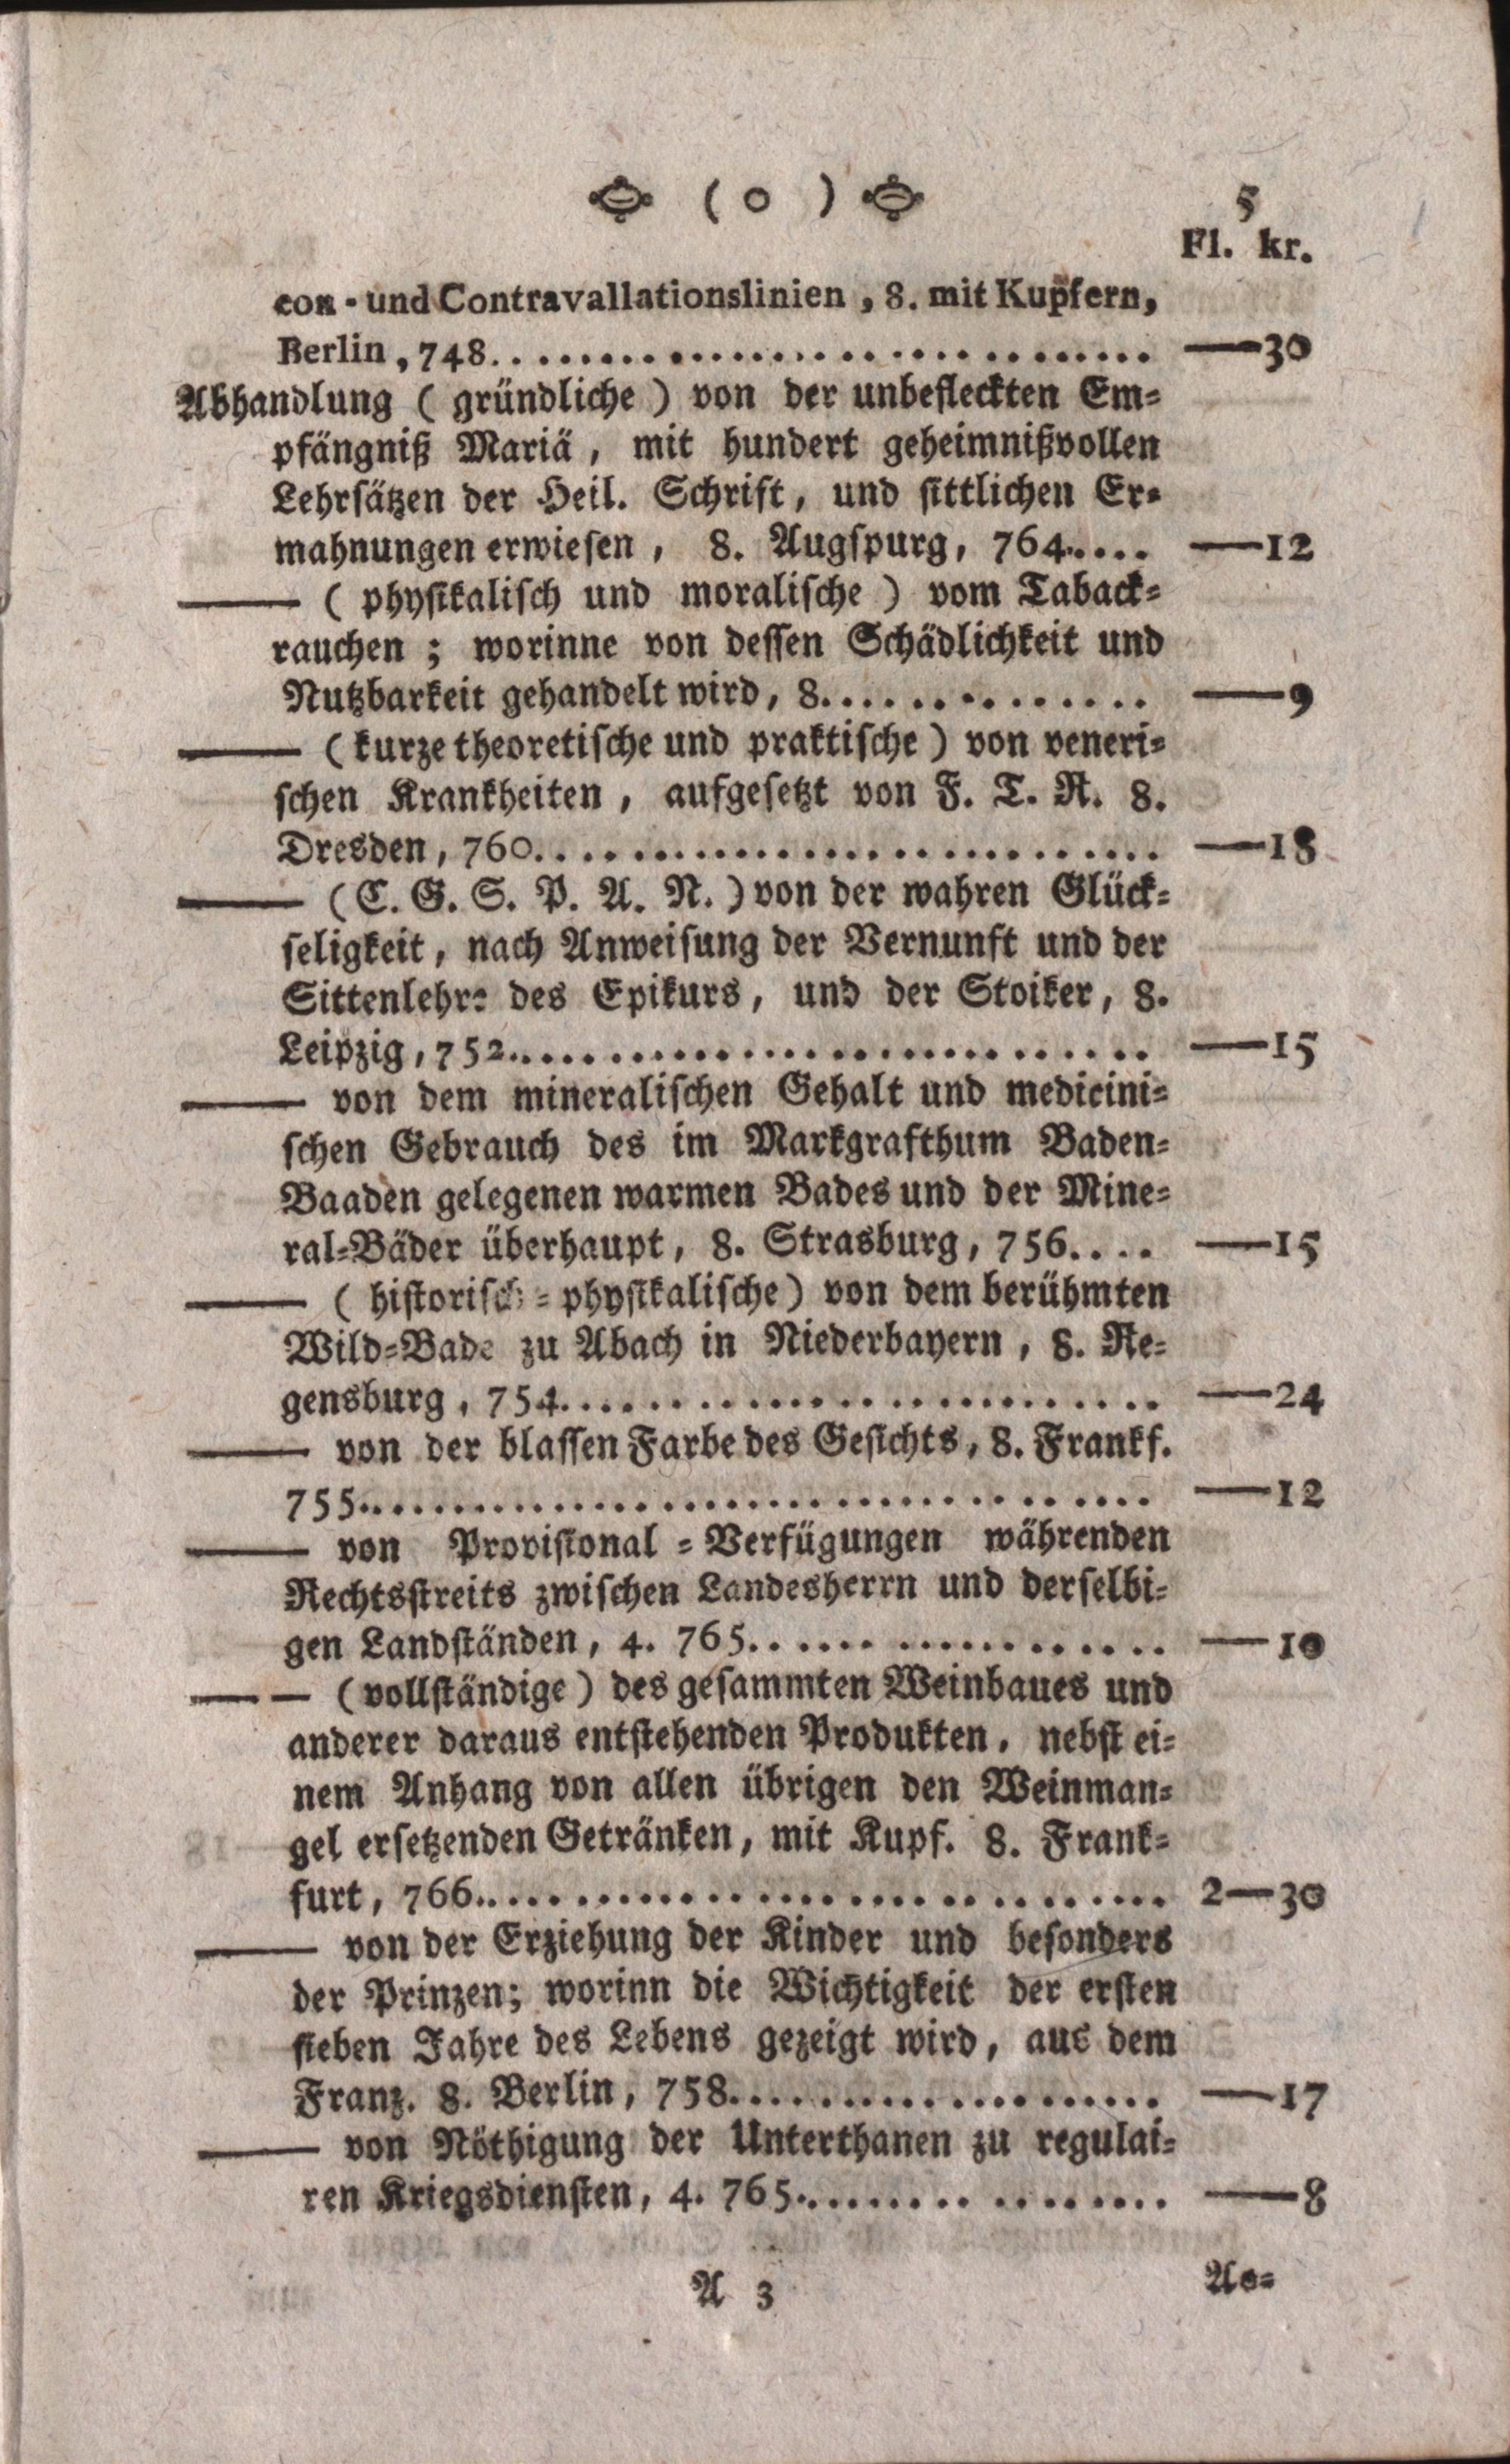 ( o ) 5
Fl. kr.
con-und Contravallationslinien, 8. mit Kupfern,
Berlin, 748. . . . . . . . . . . . . . . . . . . . . . . . . . . . . . —30
Abhandlung (gründliche) von der unbefleckten Em=
pfängniß Mariä, mit hundert geheimnißvollen
Lehrsätzen der Heil. Schrift, und sittlichen Er=
mahnungen erwiesen, 8. Augspurg, 764. . . . . —12
—— (physikalisch und moralische) vom Taback=
rauchen; worinne von dessen Schädlichkeit und
Nutzbarkeit gehandelt wird, 8. . . . . . . . . . . . . . . —9
—— (kurze theoretische und praktische) von veneri=
schen Krankheiten, aufgesetzt von F. T. R. 8.
Dresden, 760. . . . . . . . . . . . . . . . . . . . . . . . . . . . —18
—— (C. G. S. P. A. N.) von der wahren Glück=
seligkeit, nach Anweisung der Vernunft und der
Sittenlehre des Epikurs, und der Stoiker, 8.
Leipzig, 752. . . . . . . . . . . . . . . . . . . . . . . . . . . . . —15
—— von dem mineralischen Gehalt und medicini=
schen Gebrauch des im Markgrafthum Baden=
Baaden gelegenen warmen Bades und der Mine=
ral=Bäder überhaupt, 8. Strasburg, 756. . . . —15
—— (historisch=physikalische) von dem berühmten
Wild=Bade zu Abach in Niederbayern, 8. Re=
gensburg, 754. . . . . . . . . . . . . . . . . . . . . . . . . . . —24
—— von der blassen Farbe des Gesichts, 8. Frankf.
755. . . . . . . . . . . . . . . . . . . . . . . . . . . . . . . . . . . —12
—— von Provisional=Verfügungen währenden
Rechtsstreits zwischen Landesherrn und derselbi=
gen Landständen, 4. 765. . . . . . . . . . . . . . . . . . —10
—— (vollständige) des gesammten Weinbaues und
anderer daraus entstehenden Produkten, nebst ei=
nem Anhang von allen übrigen den Weinman=
gel ersetzenden Getränken, mit Kupf. 8. Frank=
furt, 766. . . . . . . . . . . . . . . . . . . . . . . . . . . . . . . 2—30
—— von der Erziehung der Kinder und besonders
der Prinzen; worinn die Wichtigkeit der ersten
sieben Jahre des Lebens gezeigt wird, aus dem
Franz. 8. Berlin, 758. . . . . . . . . . . . . . . . . . . . —17
—— von Nöthigung der Unterthanen zu regulai=
ren Kriegsdiensten, 4. 765. . . . . . . . . . . . . . . . —8
A 3 Ae=